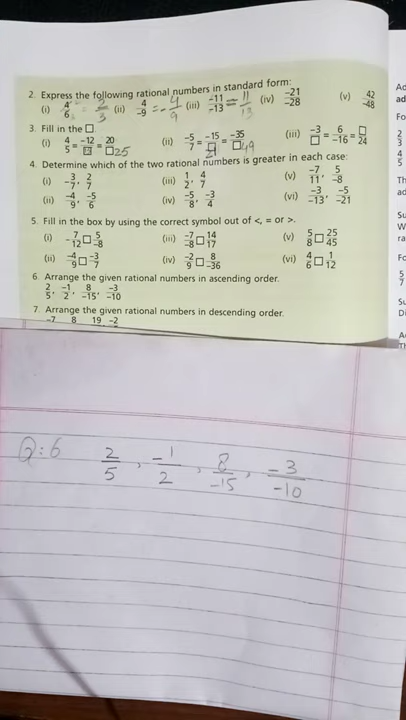 2. Express the following rational numbers in standard form:
(i) 4/6 = 2/3 (ii) 4/-9 = -4/9 (iii) -11/-13 = 11/13 (iv) -21/-28 (v) 42/-48
3. Fill in the □.
(i) 4/5 = -12/□ = 20/□ 25 (ii) -5/7 = -15/□ 21 = -35/□ 49 (iii) -3/□ = 6/-16 = □/24
4. Determine which of the two rational numbers is greater in each case:
(i) -3/7, 2/7 (iii) 1/2, 4/7 (v) -7/11, 5/-8
(ii) -4/9, -5/6 (iv) -5/8, -3/4 (vi) -3/-13, -5/-21
5. Fill in the box by using the correct symbol out of <, = or >.
(i) -7/12 □ 5/-8 (iii) -7/-8 □ 14/17 (v) 5/8 □ 25/45
(ii) -4/9 □ -3/7 (iv) -2/9 □ 8/-36 (vi) 4/6 □ 1/12
6. Arrange the given rational numbers in ascending order.
2/5, -1/2, 8/-15, -3/-10
7. Arrange the given rational numbers in descending order.
-7 8 19 -2
Q:6 2/5, -1/2, 8/-15, -3/-10